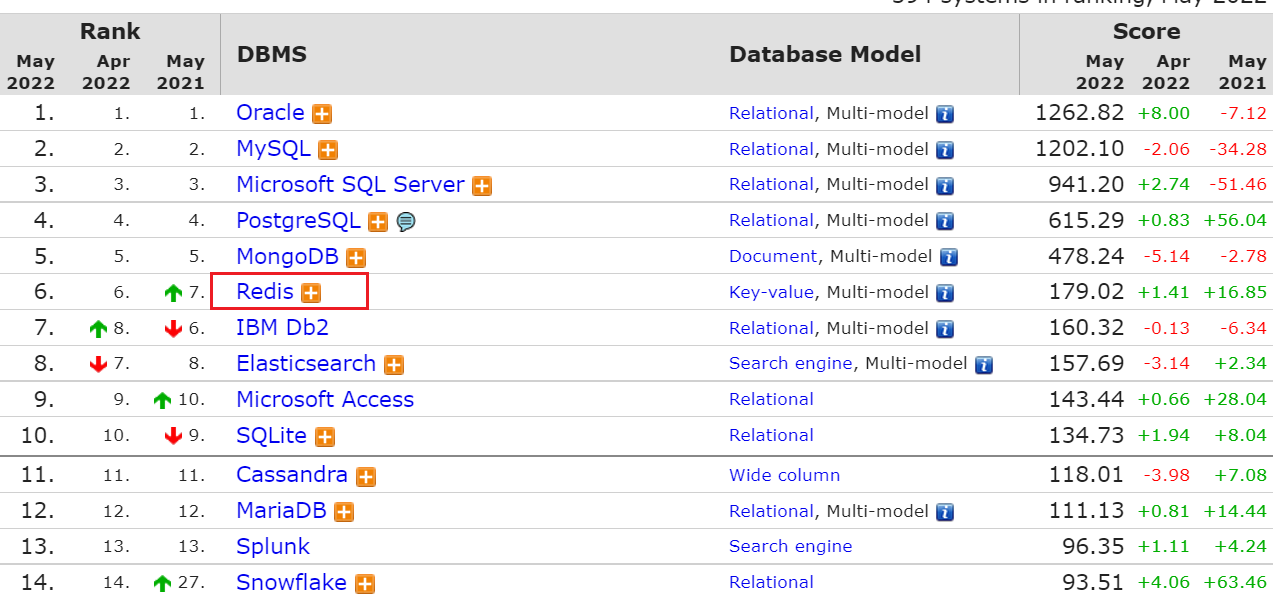 394 systems in ranking, May 2022
Rank Score
May Apr May DBMS Database Model May Apr May
2022 2022 2021 2022 2022 2021
1. 1. 1. Oracle Relational, Multi-model 1262.82 +8.00 -7.12
2. 2. 2. MySQL Relational, Multi-model 1202.10 -2.06 -34.28
3. 3. 3. Microsoft SQL Server Relational, Multi-model 941.20 +2.74 -51.46
4. 4. 4. PostgreSQL Relational, Multi-model 615.29 +0.83 +56.04
5. 5. 5. MongoDB Document, Multi-model 478.24 -5.14 -2.78
6. 6. 7. Redis Key-value, Multi-model 179.02 +1.41 +16.85
7. 8. 6. IBM Db2 Relational, Multi-model 160.32 -0.13 -6.34
8. 7. 8. Elasticsearch Search engine, Multi-model 157.69 -3.14 +2.34
9. 9. 10. Microsoft Access Relational 143.44 +0.66 +28.04
10. 10. 9. SQLite Relational 134.73 +1.94 +8.04
11. 11. 11. Cassandra Wide column 118.01 -3.98 +7.08
12. 12. 12. MariaDB Relational, Multi-model 111.13 +0.81 +14.44
13. 13. 13. Splunk Search engine 96.35 +1.11 +4.24
14. 14. 27. Snowflake Relational 93.51 +4.06 +63.46